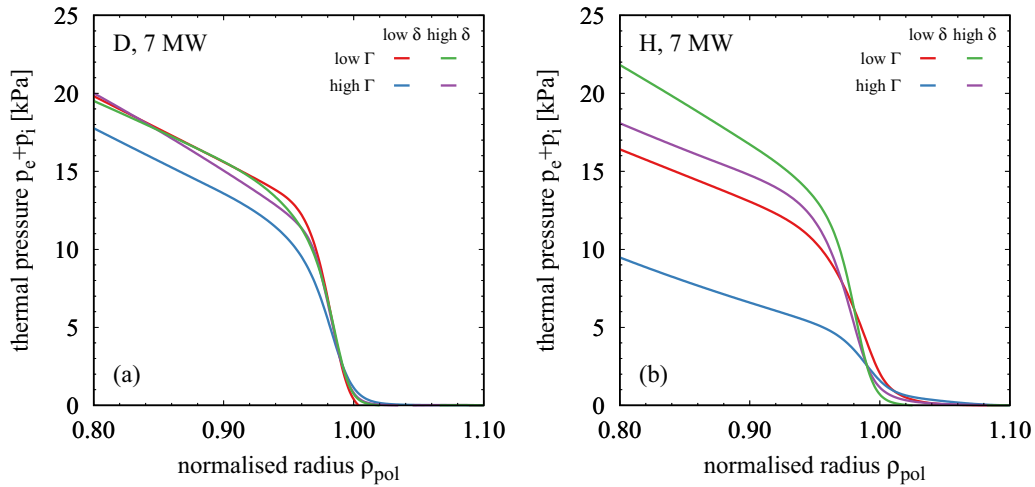 D, 7 MW
low δ high δ
low Γ
high Γ
thermal pressure p_e+p_i [kPa]
25
20
15
10
5
0
(a)
0.80 0.90 1.00 1.10
normalised radius ρ_pol
H, 7 MW
low δ high δ
low Γ
high Γ
thermal pressure p_e+p_i [kPa]
25
20
15
10
5
0
(b)
0.80 0.90 1.00 1.10
normalised radius ρ_pol